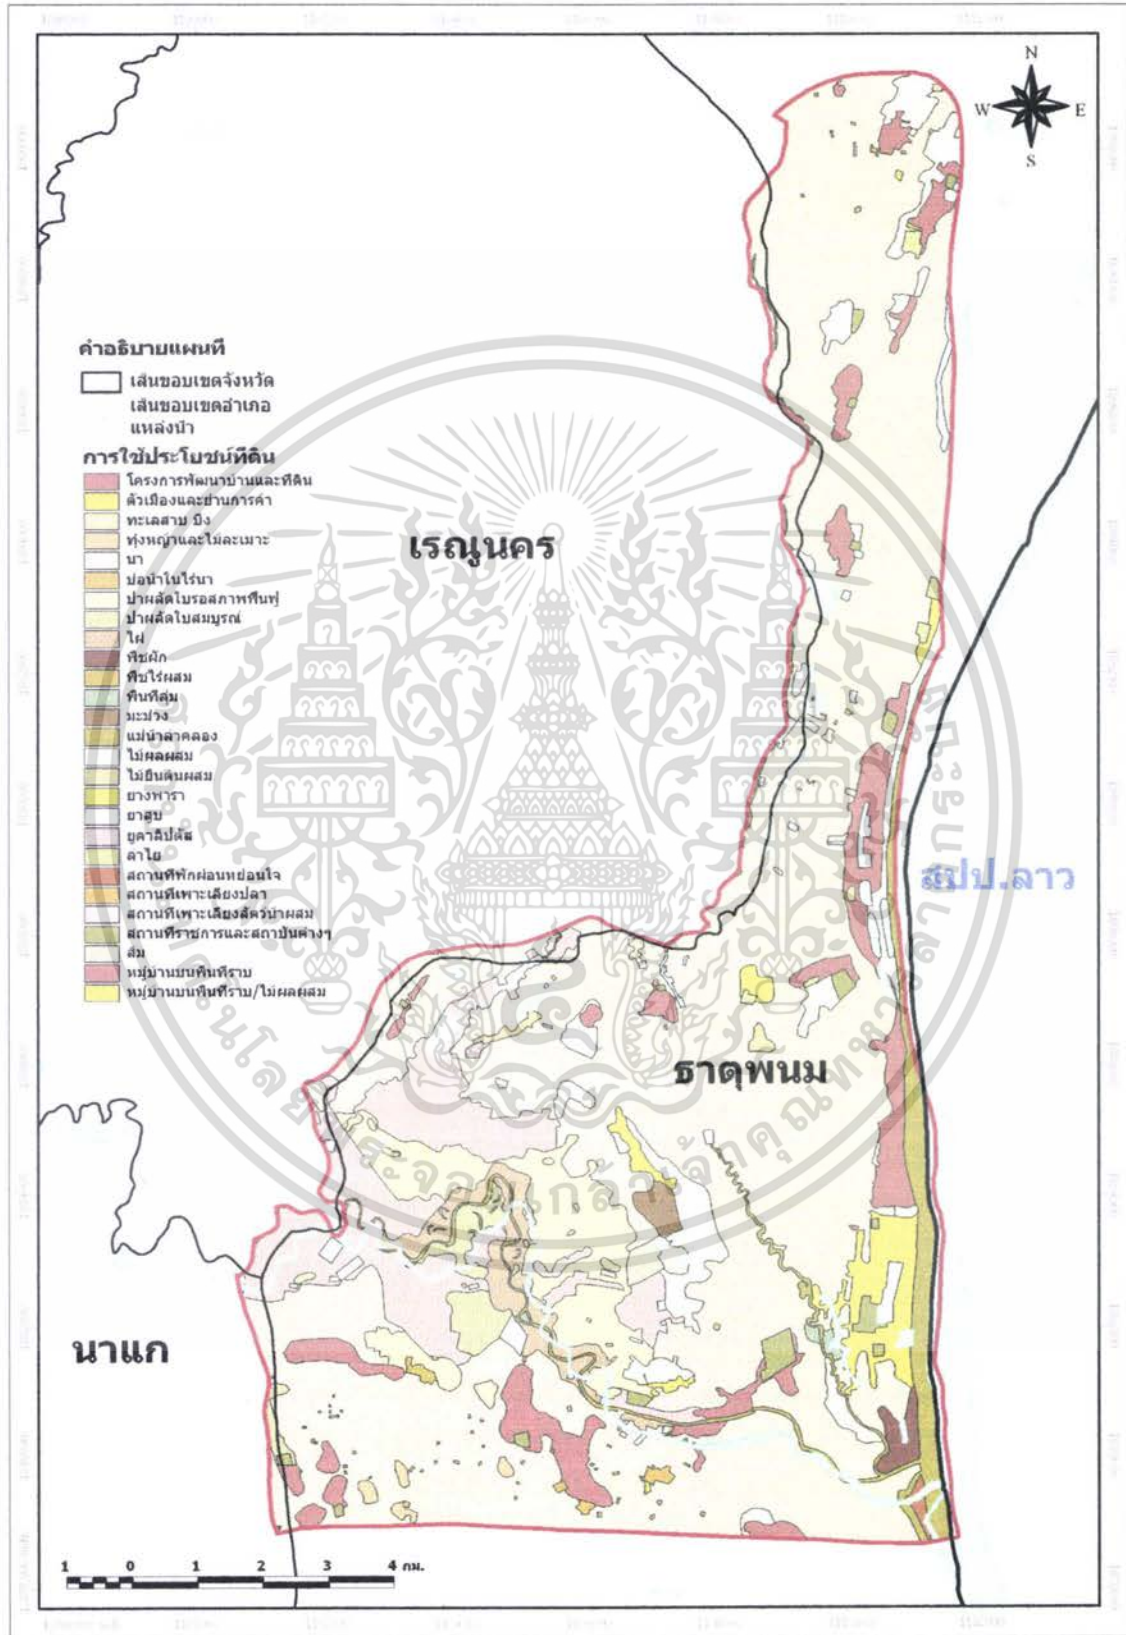 N
W E
S
คำอธิบายแผนที่
เส้นขอบเขตจังหวัด
เส้นขอบเขตอำเภอ
แหล่งน้ำ
การใช้ประโยชน์ที่ดิน
โครงการพัฒนาบ้านและที่ดิน
ตัวเมืองและย่านการค้า
ทะเลสาบ บึง
ทุ่งหญ้าและไม้ละเมาะ
นา
บ่อน้ำในไร่นา
ป่าผลัดใบรอสภาพฟื้นฟู
ป่าผลัดใบสมบูรณ์
ไผ่
พืชผัก
พืชไร่ผสม
พื้นที่ลุ่ม
มะม่วง
แม่น้ำลำคลอง
ไม้ผลผสม
ไม้ยืนต้นผสม
ยางพารา
ยาสูบ
ยูคาลิปตัส
ลำไย
สถานที่พักผ่อนหย่อนใจ
สถานที่เพาะเลี้ยงปลา
สถานที่เพาะเลี้ยงสัตว์น้ำผสม
สถานที่ราชการและสถาบันต่างๆ
ส้ม
หมู่บ้านบนพื้นที่ราบ
หมู่บ้านบนพื้นที่ราบ/ไม้ผลผสม
เรณูนคร
สปป.ลาว
ธาตุพนม
นาแก
1 0 1 2 3 4 กม.